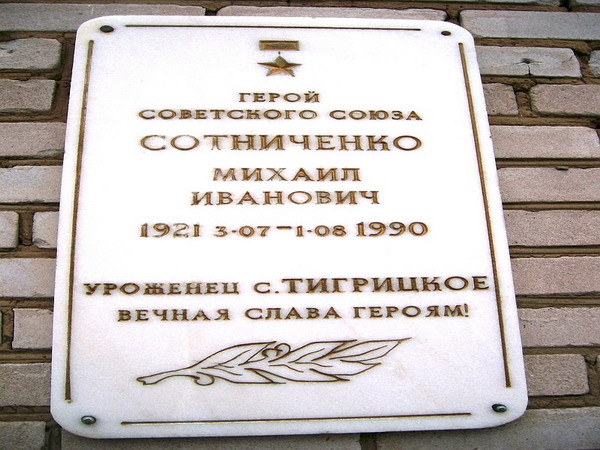 ГЕРОЙ
СОВЕТСКОГО СОЮЗА
СОТНИЧЕНКО
МИХАИЛ
ИВАНОВИЧ
1921 3-07-1-08 1990
УРОЖЕНЕЦ С. ТИГРИЦКОЕ
ВЕЧНАЯ СЛАВА ГЕРОЯМ!